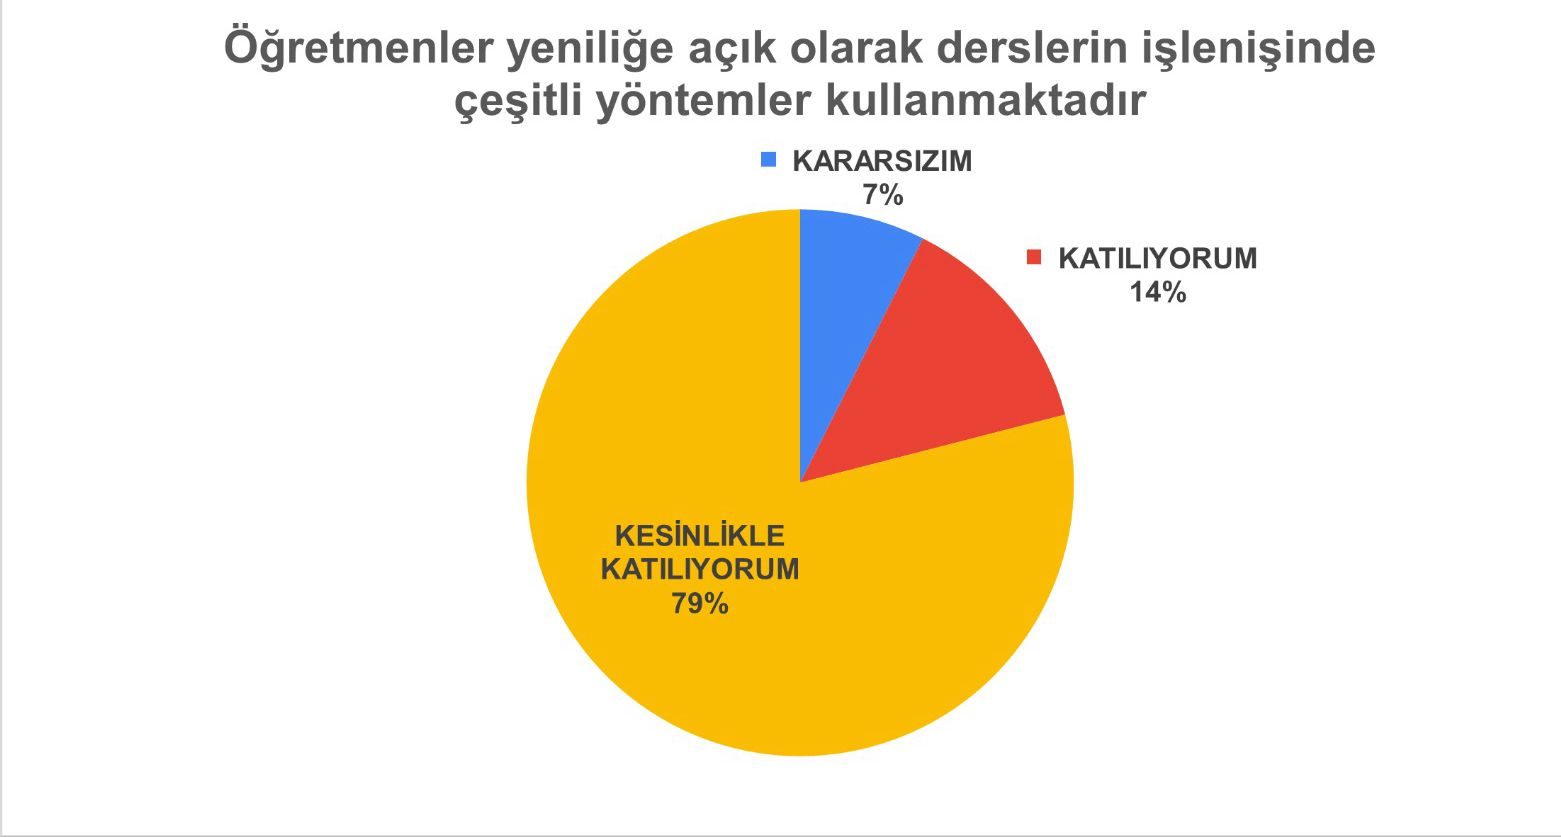 Öğretmenler yeniliğe açık olarak derslerin işlenişinde
çeşitli yöntemler kullanmaktadır
KARARSIZIM
7%
KATILIYORUM
14%
KESİNLİKLE
KATILIYORUM
79%